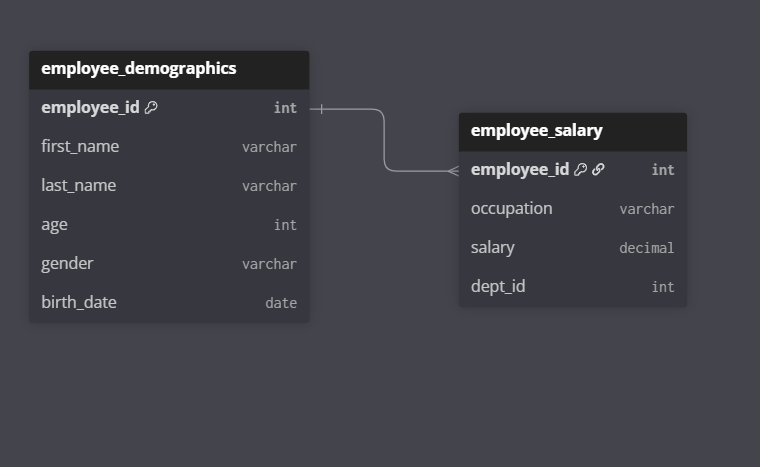 employee_demographics
employee_id int
first_name varchar
last_name varchar
age int
gender varchar
birth_date date
employee_salary
employee_id int
occupation varchar
salary decimal
dept_id int